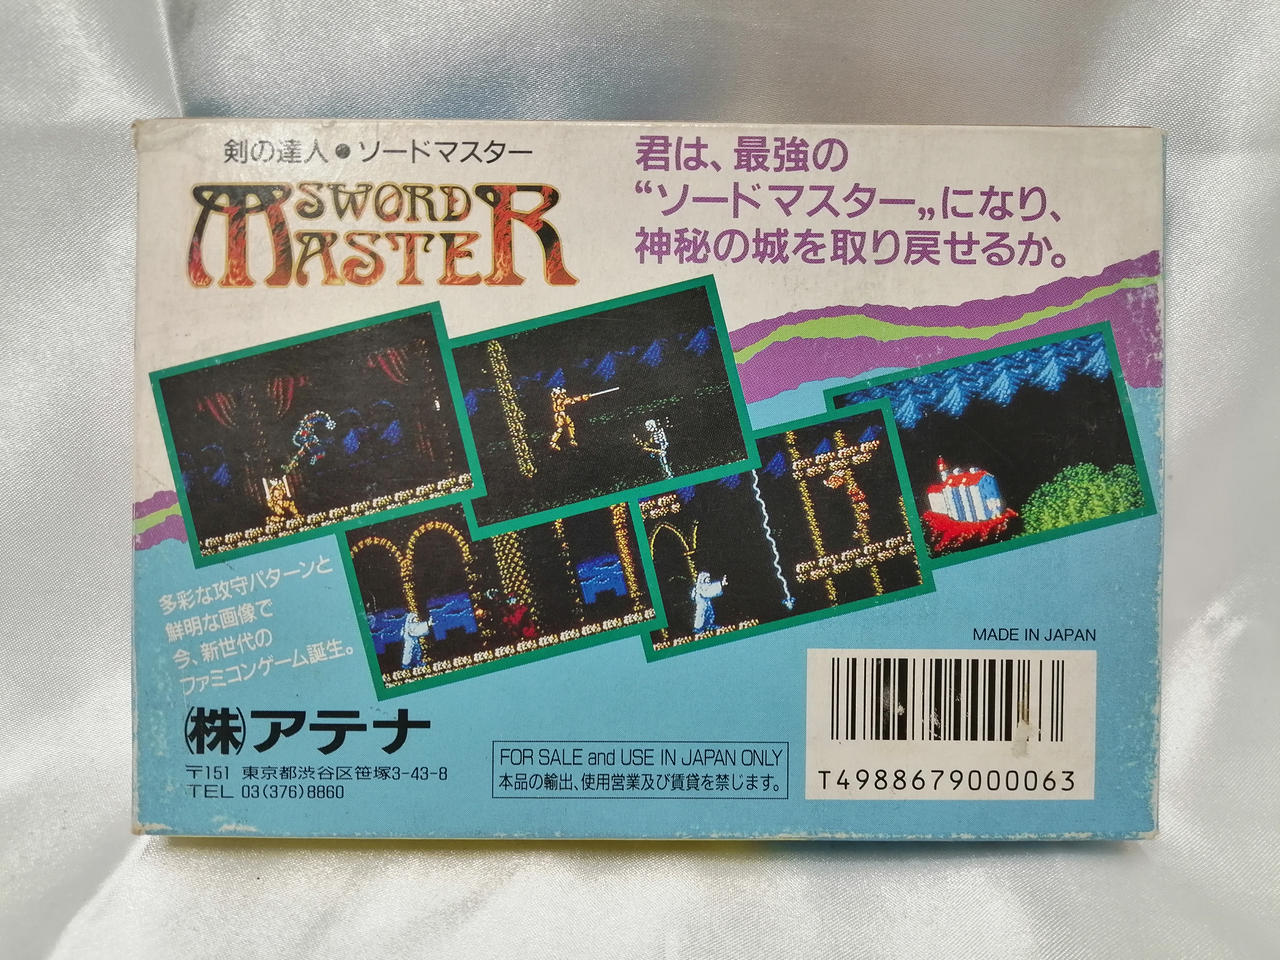 剣の達人●ソードマスター
SWORD
MASTER
君は、最強の
“ソードマスター„になり、
神秘の城を取り戻せるか。
多彩な攻守パターンと
鮮明な画像で
今、新世代の
ファミコンゲーム誕生。
㈱アテナ
〒151 東京都渋谷区笹塚3-43-8
TEL 03(376)8860
FOR SALE and USE IN JAPAN ONLY
本品の輸出、使用営業及び賃貸を禁じます。
MADE IN JAPAN
T4988679000063